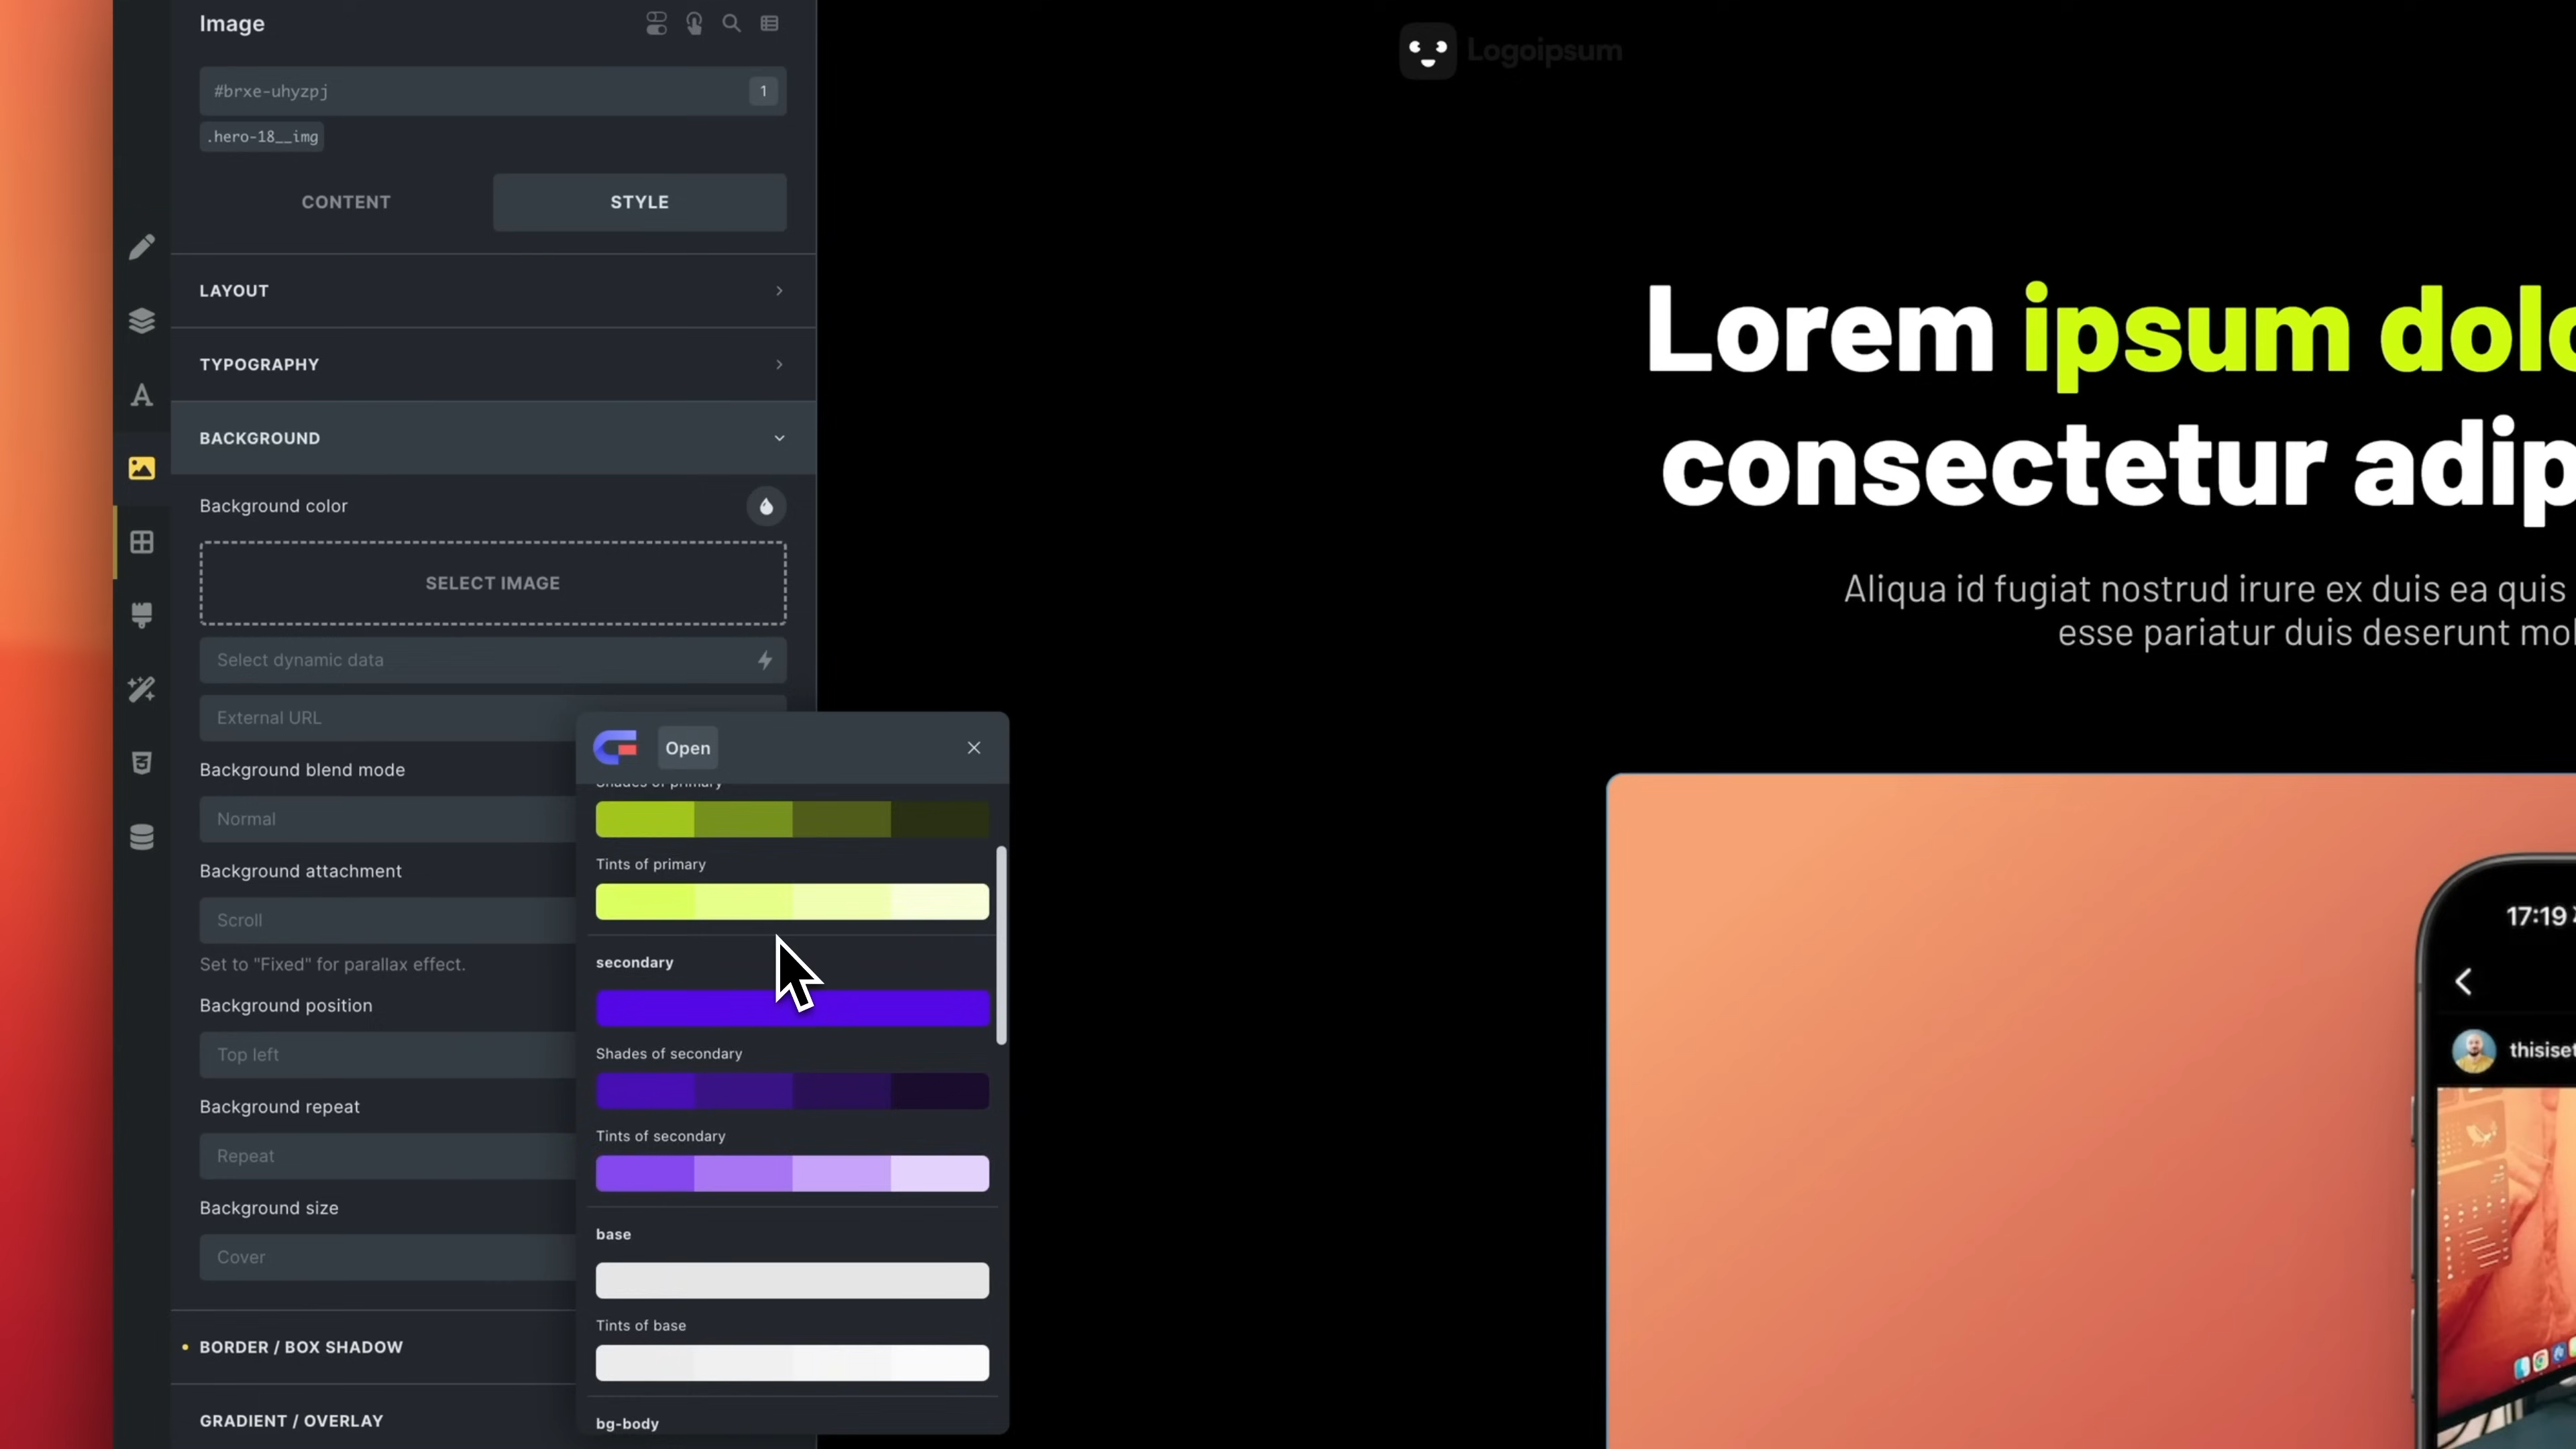 Image
#brxe-uhyzpj
1
.hero-18__img
CONTENT
STYLE
LAYOUT
TYPOGRAPHY
BACKGROUND
Background color
SELECT IMAGE
Select dynamic data
External URL
Background blend mode
Normal
Background attachment
Scroll
Set to "Fixed" for parallax effect.
Background position
Top left
Background repeat
Repeat
Background size
Cover
BORDER / BOX SHADOW
GRADIENT / OVERLAY
Open
Shades of primary
Tints of primary
secondary
Shades of secondary
Tints of secondary
base
Tints of base
bg-body
Logoipsum
Lorem ipsum dolo
consectetur adip
Aliqua id fugiat nostrud irure ex duis ea quis
esse pariatur duis deserunt mol
17:19
thisiset